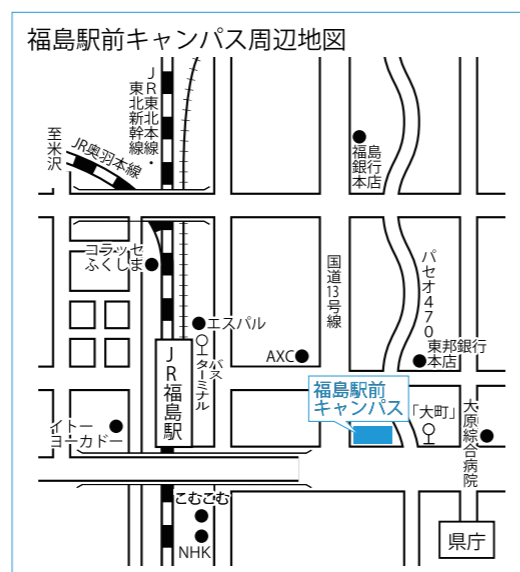 福島駅前キャンパス周辺地図
JR東北本線・
東北新幹線
至米沢
JR奥羽本線
福島
銀行
本店
コラッセ
ふくしま
国道13号線
パセオ470
エスパル
バス
ターミナル
AXC
東邦銀行
本店
JR福島駅
福島駅前
キャンパス
「大町」
大原綜合病院
イトー
ヨーカドー
こむこむ
NHK
県庁